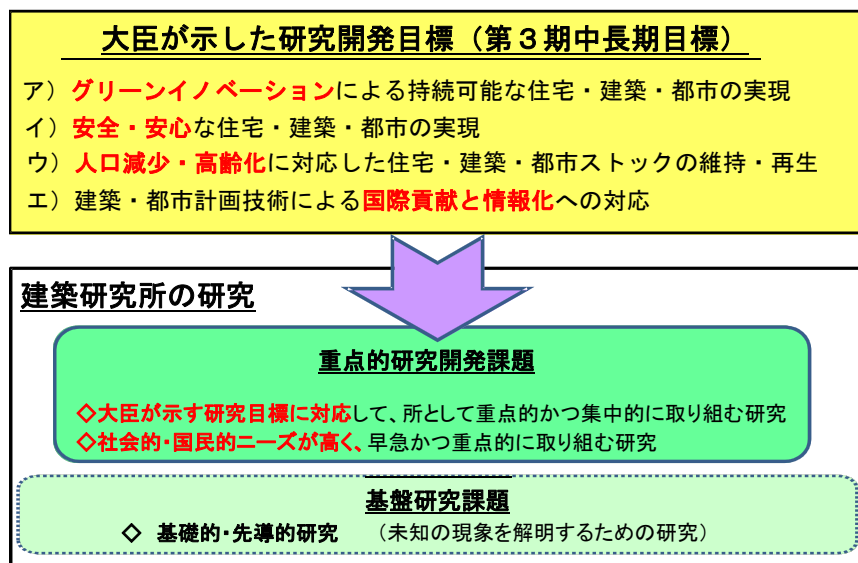 大臣が示した研究開発目標（第３期中長期目標）
ア）グリーンイノベーションによる持続可能な住宅・建築・都市の実現
イ）安全・安心な住宅・建築・都市の実現
ウ）人口減少・高齢化に対応した住宅・建築・都市ストックの維持・再生
エ）建築・都市計画技術による国際貢献と情報化への対応
建築研究所の研究
重点的研究開発課題
◇大臣が示す研究目標に対応して、所として重点的かつ集中的に取り組む研究
◇社会的・国民的ニーズが高く、早急かつ重点的に取り組む研究
基盤研究課題
◇ 基礎的・先導的研究 （未知の現象を解明するための研究）